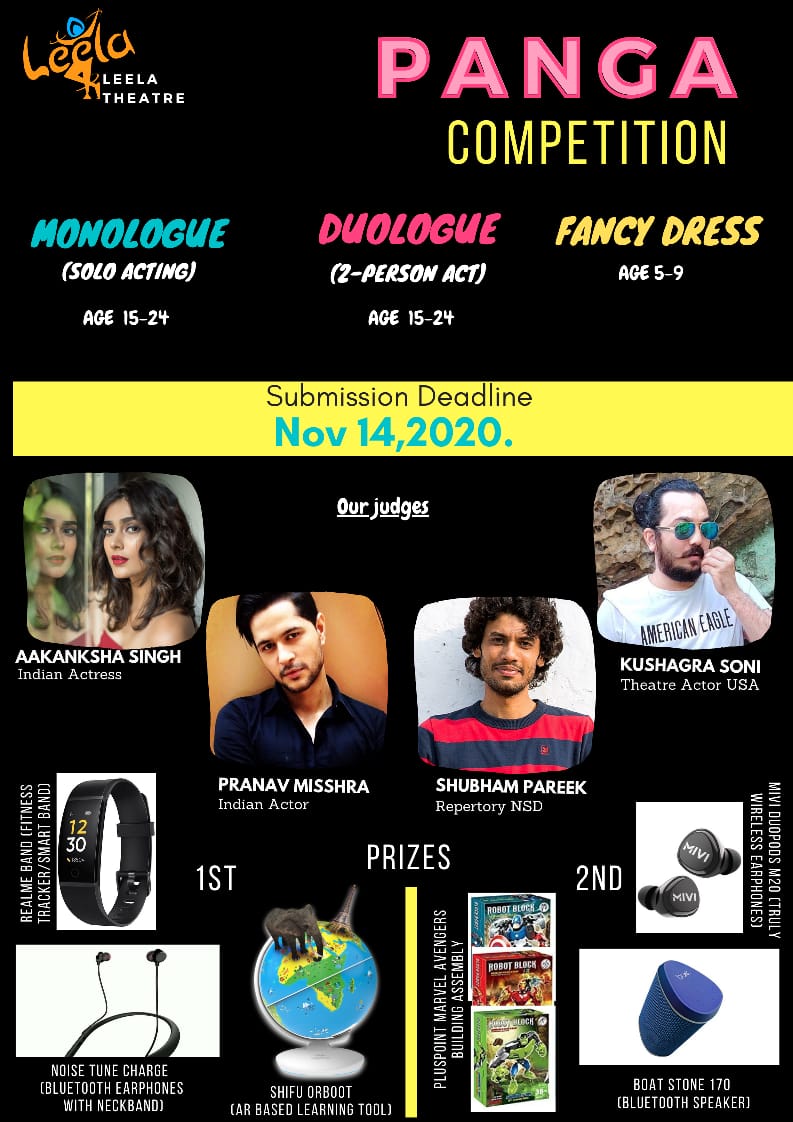 Leela
LEELA
THEATRE
PANGA
COMPETITION
MONOLOGUE
(SOLO ACTING)
AGE 15-24
DUOLOGUE
(2-PERSON ACT)
AGE 15-24
FANCY DRESS
AGE 5-9
Submission Deadline
Nov 14,2020.
Our judges
AMERICAN EAGLE
AAKANKSHA SINGH
Indian Actress
KUSHAGRA SONI
Theatre Actor USA
PRANAV MISSHRA
Indian Actor
SHUBHAM PAREEK
Repertory NSD
PRIZES
1ST
REALME BAND (FITNESS
TRACKER/SMART BAND)
12
30
NOISE TUNE CHARGE
(BLUETOOTH EARPHONES
WITH NECKBAND)
SHIFU ORBOOT
(AR BASED LEARNING TOOL)
2ND
PLUSPOINT MARVEL AVENGERS
BUILDING ASSEMBLY
ROBOT BLOCK
ROBOT BLOCK
ROBOT BLOCK
MIVI DUOPODS M20 (TRULY
WIRELESS EARPHONES)
MIVI
MIVI
BOAT STONE 170
(BLUETOOTH SPEAKER)